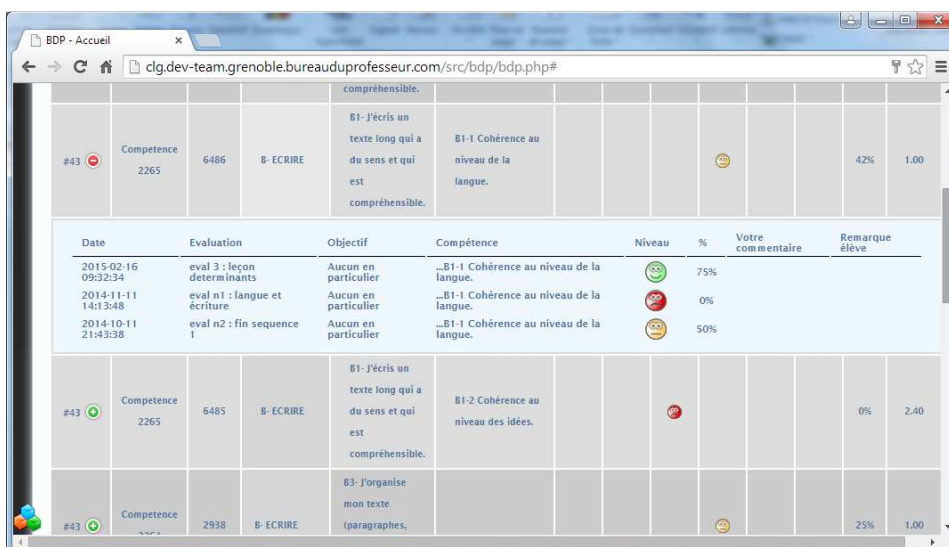 BDP - Accueil
clg.dev-team.grenoble.bureauduprofesseur.com/src/bdp/bdp.php#
compréhensible.
#43 Competence 2265 6486 B- ECRIRE B1- J'écris un texte long qui a du sens et qui est compréhensible. B1-1 Cohérence au niveau de la langue. 42% 1.00
Date Evaluation Objectif Compétence Niveau % Votre commentaire Remarque élève
2015-02-16 09:32:34 eval 3 : leçon determinants Aucun en particulier ...B1-1 Cohérence au niveau de la langue. 75%
2014-11-11 14:13:48 eval n1 : langue et écriture Aucun en particulier ...B1-1 Cohérence au niveau de la langue. 0%
2014-10-11 21:43:38 eval n2 : fin sequence 1 Aucun en particulier ...B1-1 Cohérence au niveau de la langue. 50%
#43 Competence 2265 6485 B- ECRIRE B1- J'écris un texte long qui a du sens et qui est compréhensible. B1-2 Cohérence au niveau des idées. 0% 2.40
#43 Competence 2938 B- ECRIRE B3- J'organise mon texte (paragraphes, 25% 1.00